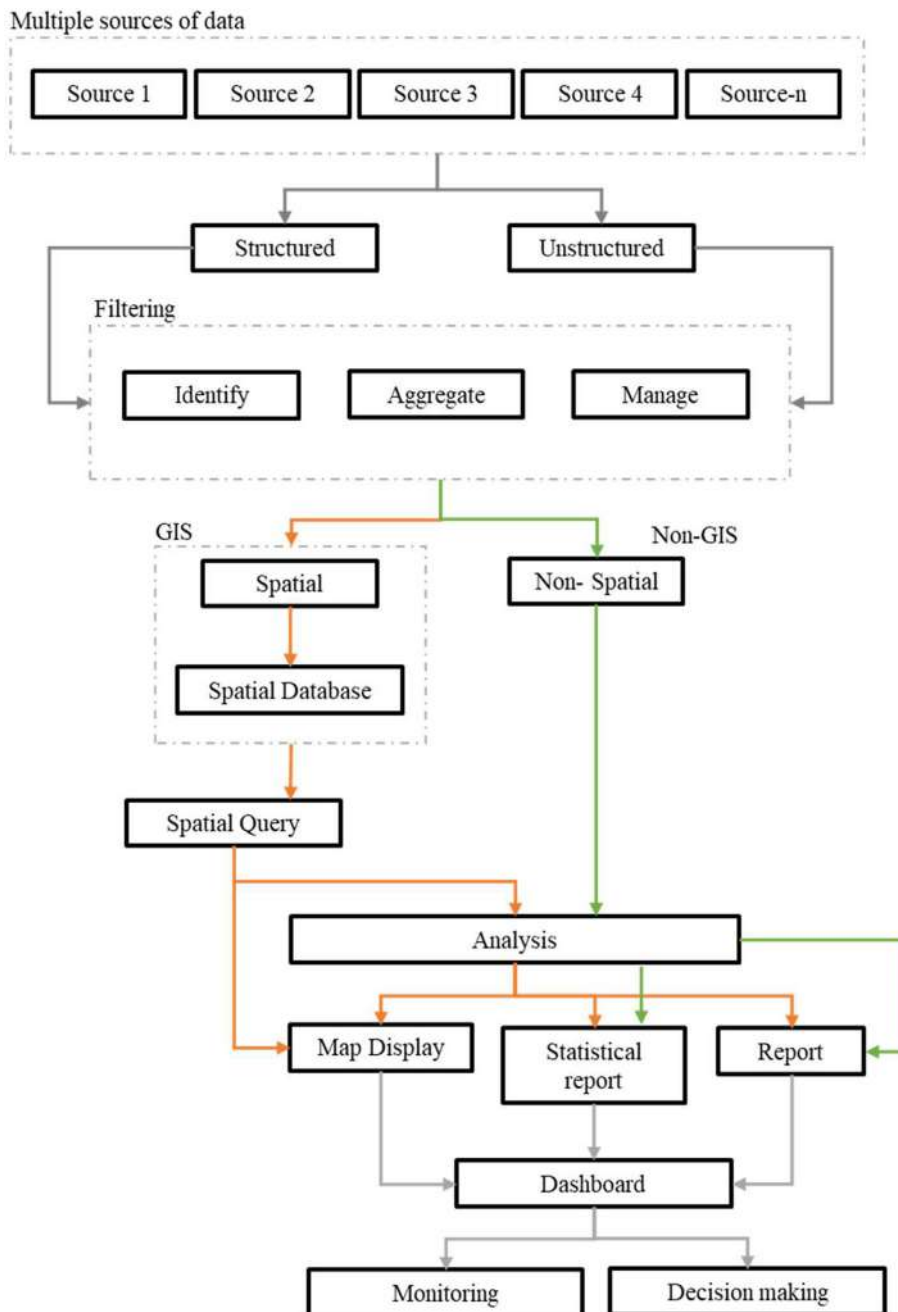 Multiple sources of data
Source 1
Source 2
Source 3
Source 4
Source-n
Structured
Unstructured
Filtering
Identify
Aggregate
Manage
GIS
Non-GIS
Spatial
Non- Spatial
Spatial Database
Spatial Query
Analysis
Map Display
Statistical
report
Report
Dashboard
Monitoring
Decision making